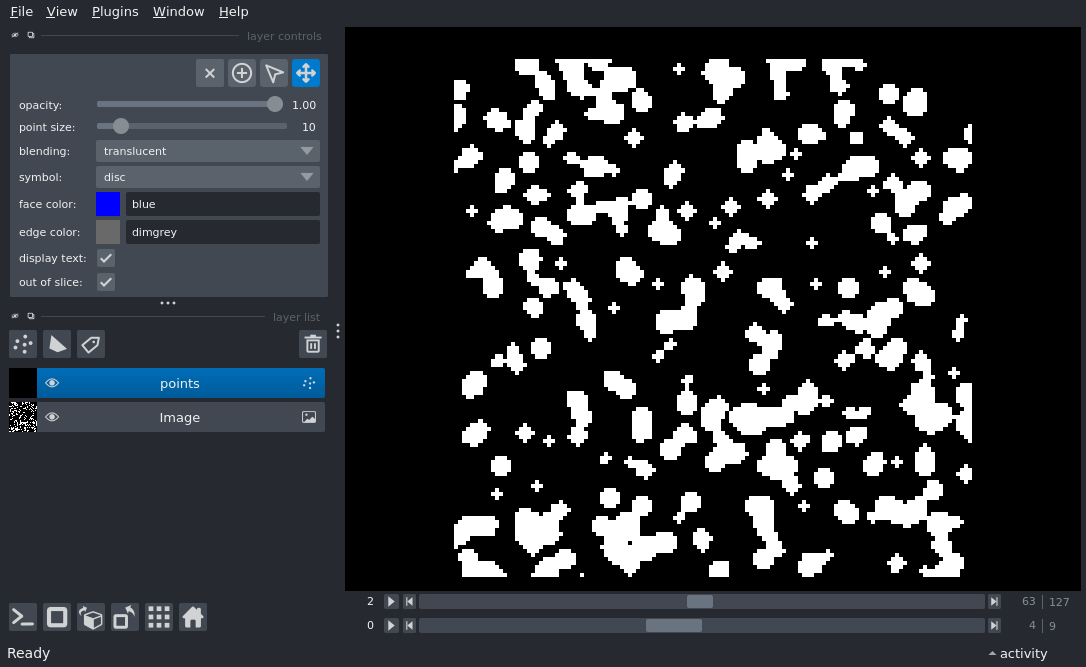 File View Plugins Window Help
layer controls
opacity: 1.00
point size: 10
blending: translucent
symbol: disc
face color: blue
edge color: dimgrey
display text:
out of slice:
layer list
points
Image
2 63 | 127
0 4 | 9
Ready activity